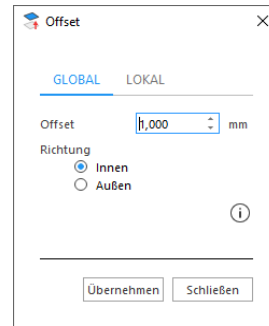 Offset
GLOBAL LOKAL
Offset 1,000 mm
Richtung
Innen
Außen
Übernehmen Schließen